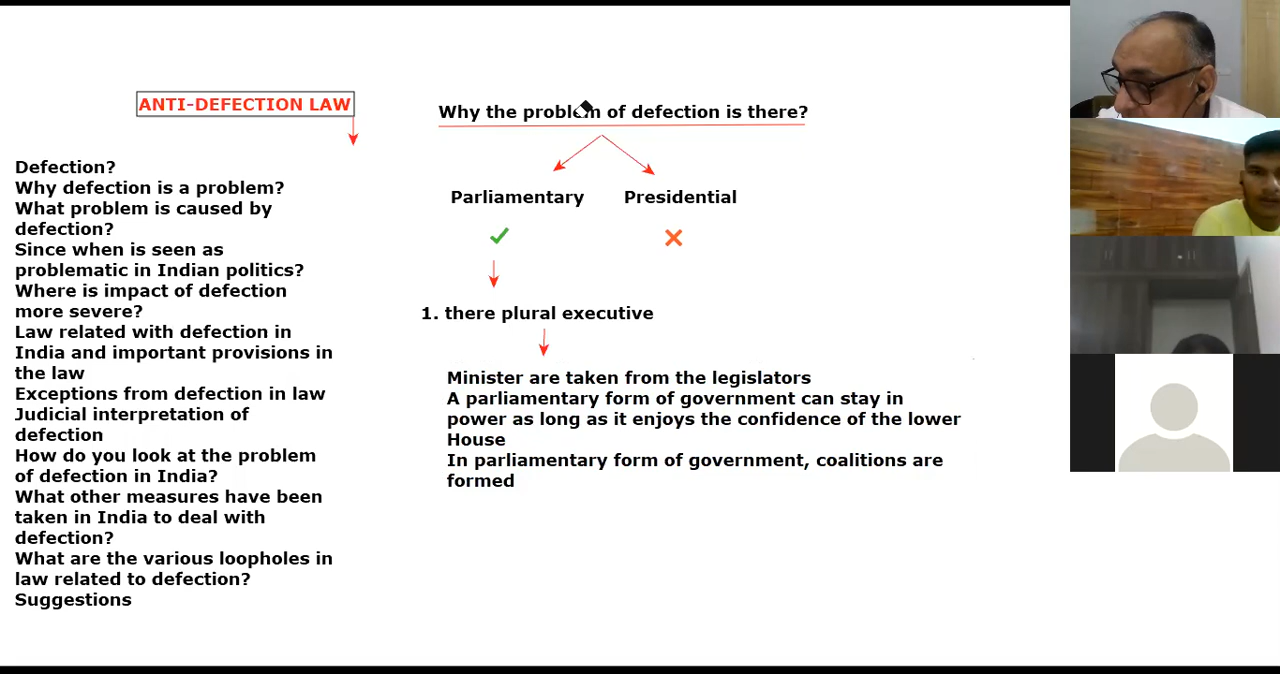 ANTI-DEFECTION LAW
Defection?
Why defection is a problem?
What problem is caused by
defection?
Since when is seen as
problematic in Indian politics?
Where is impact of defection
more severe?
Law related with defection in
India and important provisions in
the law
Exceptions from defection in law
Judicial interpretation of
defection
How do you look at the problem
of defection in India?
What other measures have been
taken in India to deal with
defection?
What are the various loopholes in
law related to defection?
Suggestions
Why the problem of defection is there?
Parliamentary
Presidential
1. there plural executive
Minister are taken from the legislators
A parliamentary form of government can stay in
power as long as it enjoys the confidence of the lower
House
In parliamentary form of government, coalitions are
formed